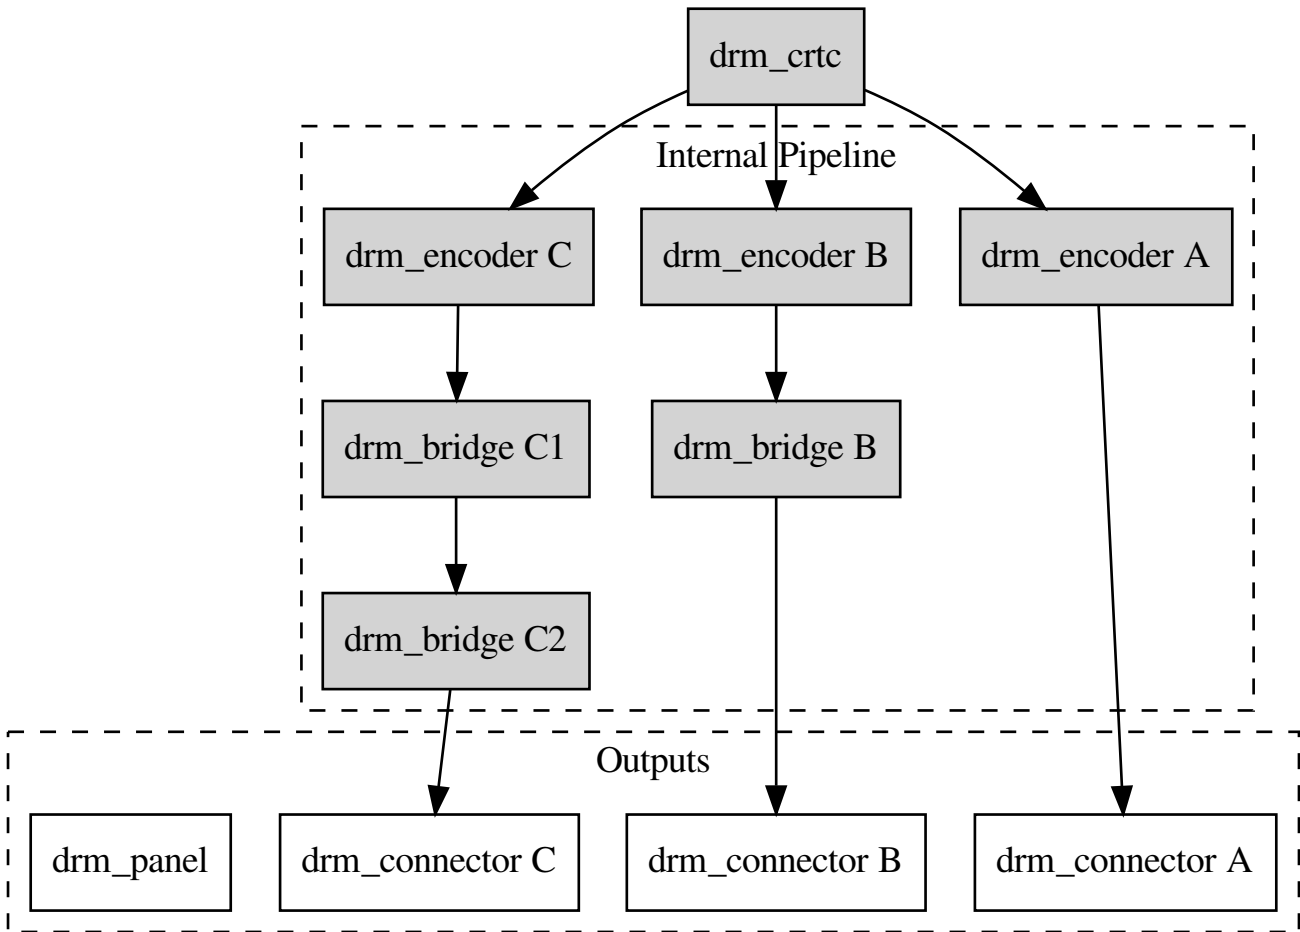 drm_crtc
Internal Pipeline
drm_encoder C
drm_encoder B
drm_encoder A
drm_bridge C1
drm_bridge B
drm_bridge C2
Outputs
drm_panel
drm_connector C
drm_connector B
drm_connector A